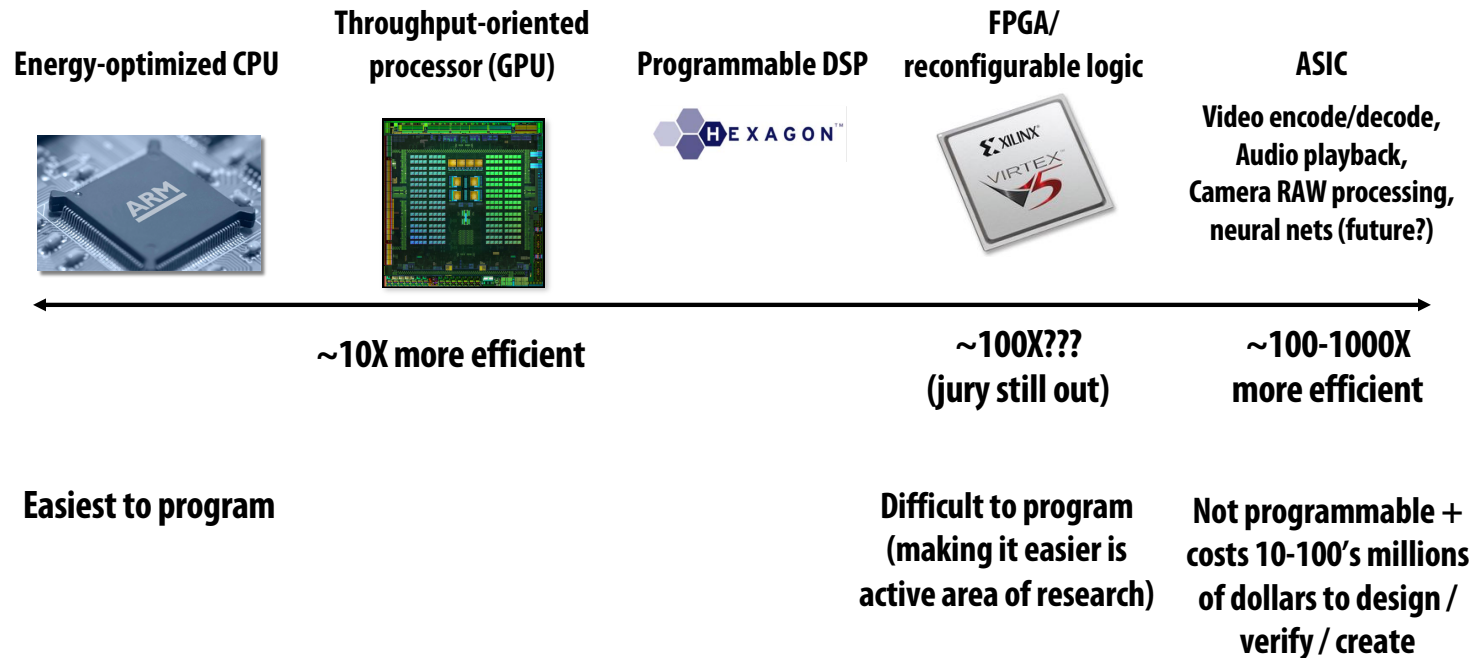 Energy-optimized CPU
Throughput-oriented
processor (GPU)
Programmable DSP
FPGA/
reconfigurable logic
ASIC
ARM
HEXAGON™
XILINX®
VIRTEX™
5
Video encode/decode,
Audio playback,
Camera RAW processing,
neural nets (future?)
~10X more efficient
~100X???
(jury still out)
~100-1000X
more efficient
Easiest to program
Difficult to program
(making it easier is
active area of research)
Not programmable +
costs 10-100's millions
of dollars to design /
verify / create